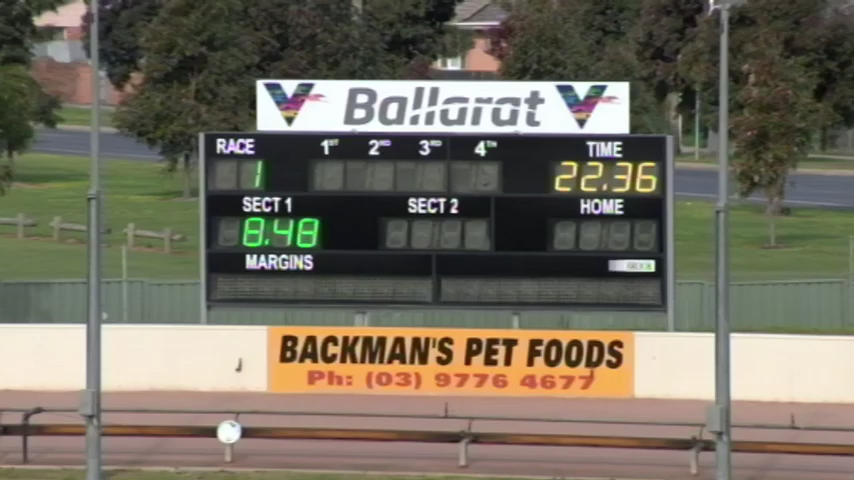 Ballarat
RACE 1ST 2ND 3RD 4TH TIME
1 22.36
SECT 1 SECT 2 HOME
8.48
MARGINS
BACKMAN'S PET FOODS
Ph: (03) 9776 4677